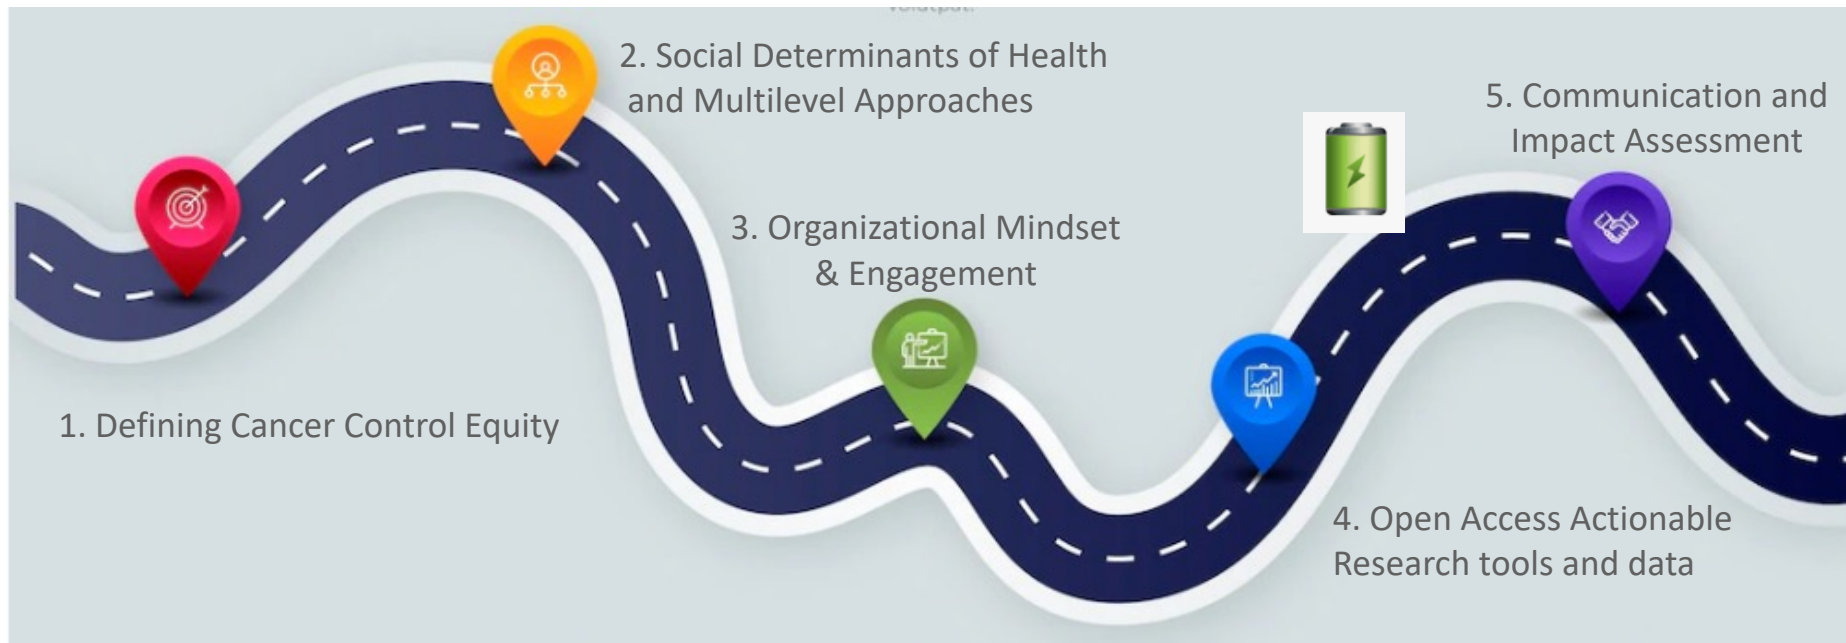 volutpat.
2. Social Determinants of Health
and Multilevel Approaches
5. Communication and
Impact Assessment
3. Organizational Mindset
& Engagement
1. Defining Cancer Control Equity
4. Open Access Actionable
Research tools and data